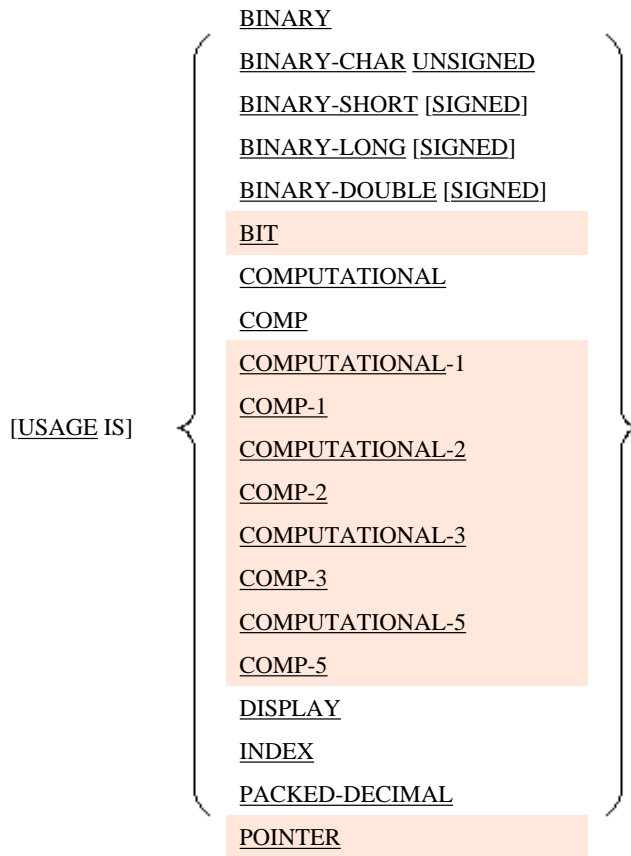 BINARY
BINARY-CHAR UNSIGNED
BINARY-SHORT [SIGNED]
BINARY-LONG [SIGNED]
BINARY-DOUBLE [SIGNED]
BIT
COMPUTATIONAL
COMP
COMPUTATIONAL-1
COMP-1
[USAGE IS]
COMPUTATIONAL-2
COMP-2
COMPUTATIONAL-3
COMP-3
COMPUTATIONAL-5
COMP-5
DISPLAY
INDEX
PACKED-DECIMAL
POINTER